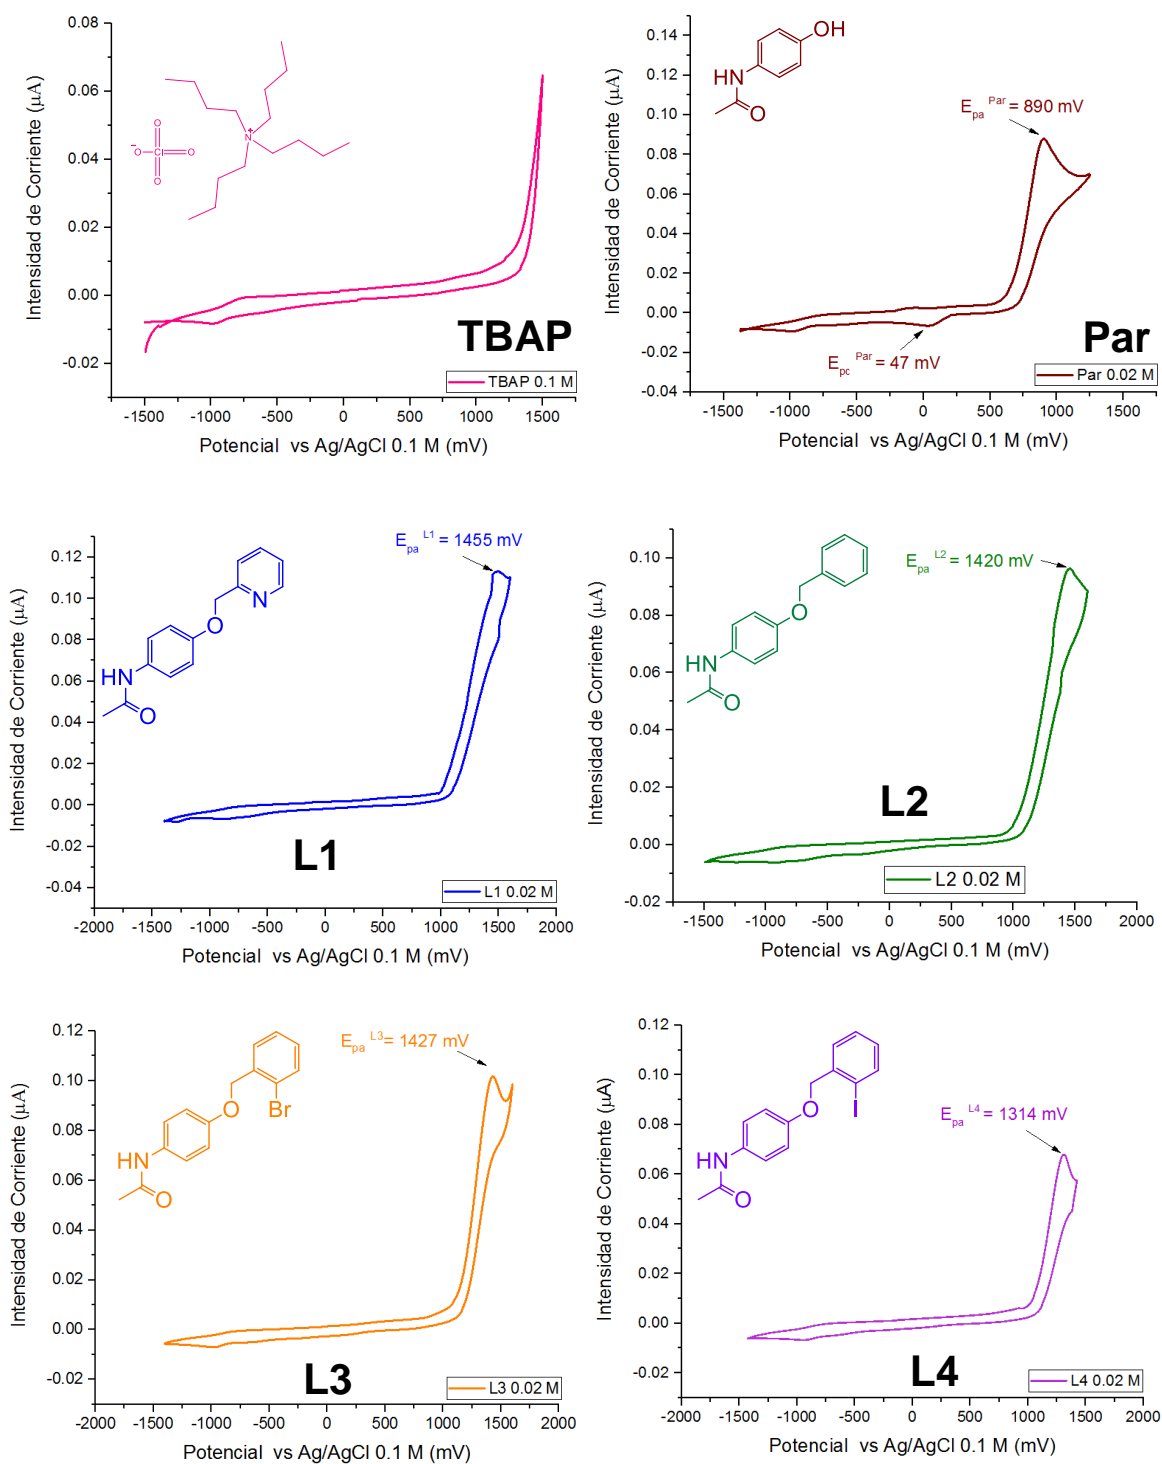 0.08
0.06
0.04
0.02
0.00
-0.02
Intensidad de Corriente (μA)
O
-O Cl O
O
N+
TBAP
TBAP 0.1 M
-1500 -1000 -500 0 500 1000 1500
Potencial vs Ag/AgCl 0.1 M (mV)
0.14
0.12
0.10
0.08
0.06
0.04
0.02
0.00
-0.02
-0.04
Intensidad de Corriente (μA)
OH
HN
O
Epa Par = 890 mV
Epc Par = 47 mV
Par
Par 0.02 M
-1500 -1000 -500 0 500 1000 1500
Potencial vs Ag/AgCl 0.1 M (mV)
0.12
0.10
0.08
0.06
0.04
0.02
0.00
-0.02
-0.04
Intensidad de Corriente (μA)
Epa L1 = 1455 mV
N
O
HN
O
L1
L1 0.02 M
-2000 -1500 -1000 -500 0 500 1000 1500 2000
Potencial vs Ag/AgCl 0.1 M (mV)
0.10
0.08
0.06
0.04
0.02
0.00
-0.02
Intensidad de Corriente (μA)
Epa L2 = 1420 mV
O
HN
O
L2
L2 0.02 M
-1500 -1000 -500 0 500 1000 1500 2000
Potencial vs Ag/AgCl 0.1 M (mV)
0.12
0.10
0.08
0.06
0.04
0.02
0.00
-0.02
Intensidad de Corriente (μA)
Epa L3= 1427 mV
O
Br
HN
O
L3
L3 0.02 M
-2000 -1500 -1000 -500 0 500 1000 1500 2000
Potencial vs Ag/AgCl 0.1 M (mV)
0.12
0.10
0.08
0.06
0.04
0.02
0.00
-0.02
Intensidad de Corriente (μA)
Epa L4 = 1314 mV
O
I
HN
O
L4
L4 0.02 M
-2000 -1500 -1000 -500 0 500 1000 1500 2000
Potencial vs Ag/AgCl 0.1 M (mV)